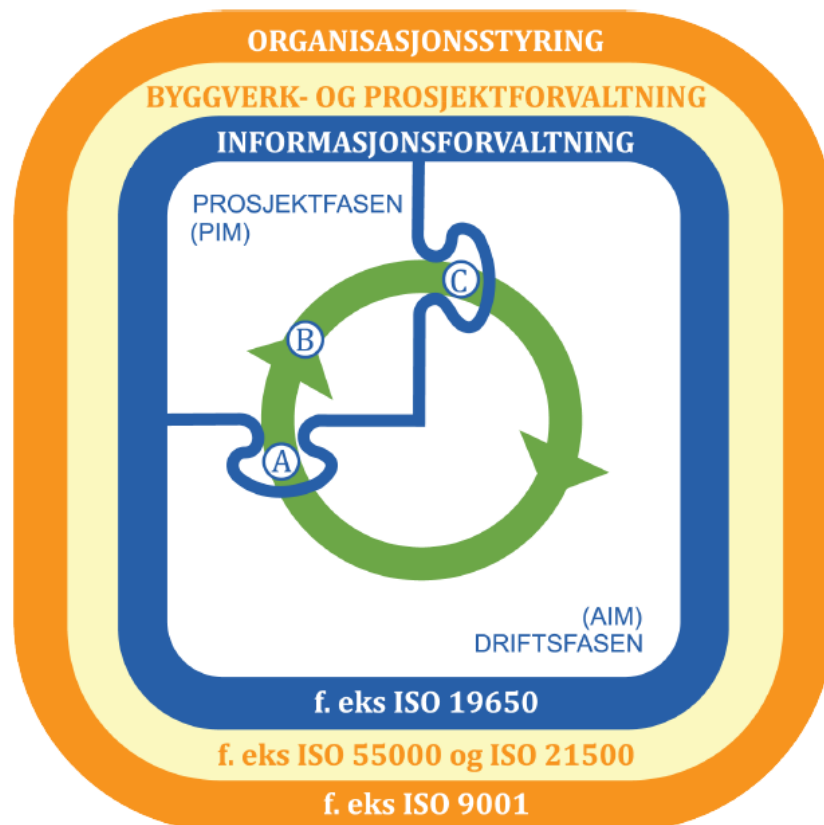 ORGANISASJONSSTYRING
BYGGVERK- OG PROSJEKTFORVALTNING
INFORMASJONSFORVALTNING
PROSJEKTFASEN
(PIM)
C
B
A
(AIM)
DRIFTSFASEN
f. eks ISO 19650
f. eks ISO 55000 og ISO 21500
f. eks ISO 9001